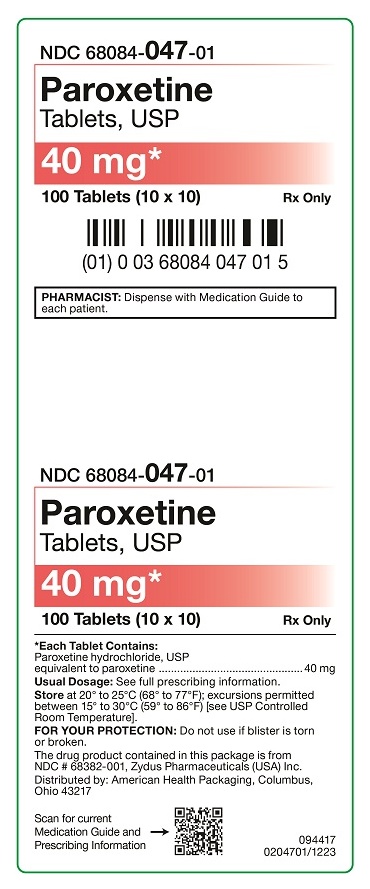 NDC 68084-047-01
Paroxetine
Tablets, USP
40 mg*
100 Tablets (10 x 10) Rx Only
(01) 0 03 68084 047 01 5
PHARMACIST: Dispense with Medication Guide to
each patient.
NDC 68084-047-01
Paroxetine
Tablets, USP
40 mg*
100 Tablets (10 x 10) Rx Only
*Each Tablet Contains:
Paroxetine hydrochloride, USP
equivalent to paroxetine ................................................ 40 mg
Usual Dosage: See full prescribing information.
Store at 20° to 25°C (68° to 77°F); excursions permitted
between 15° to 30°C (59° to 86°F) [see USP Controlled
Room Temperature].
FOR YOUR PROTECTION: Do not use if blister is torn
or broken.
The drug product contained in this package is from
NDC # 68382-001, Zydus Pharmaceuticals (USA) Inc.
Distributed by: American Health Packaging, Columbus,
Ohio 43217
Scan for current
Medication Guide and
Prescribing Information
094417
0204701/1223